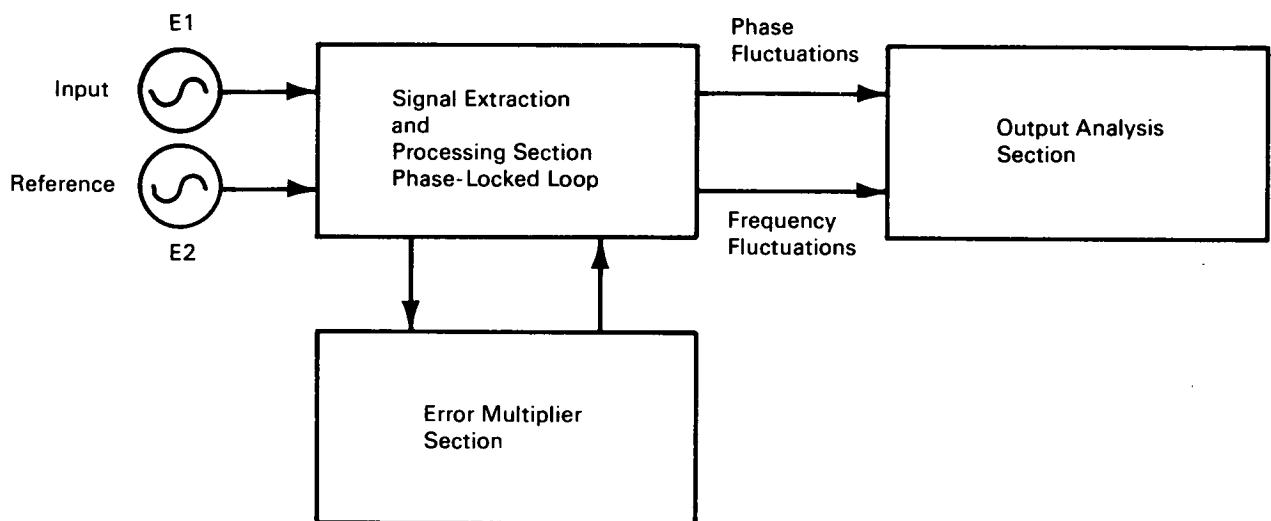 E1
Input
Reference
E2
Signal Extraction
and
Processing Section
Phase-Locked Loop
Phase
Fluctuations
Frequency
Fluctuations
Output Analysis
Section
Error Multiplier
Section